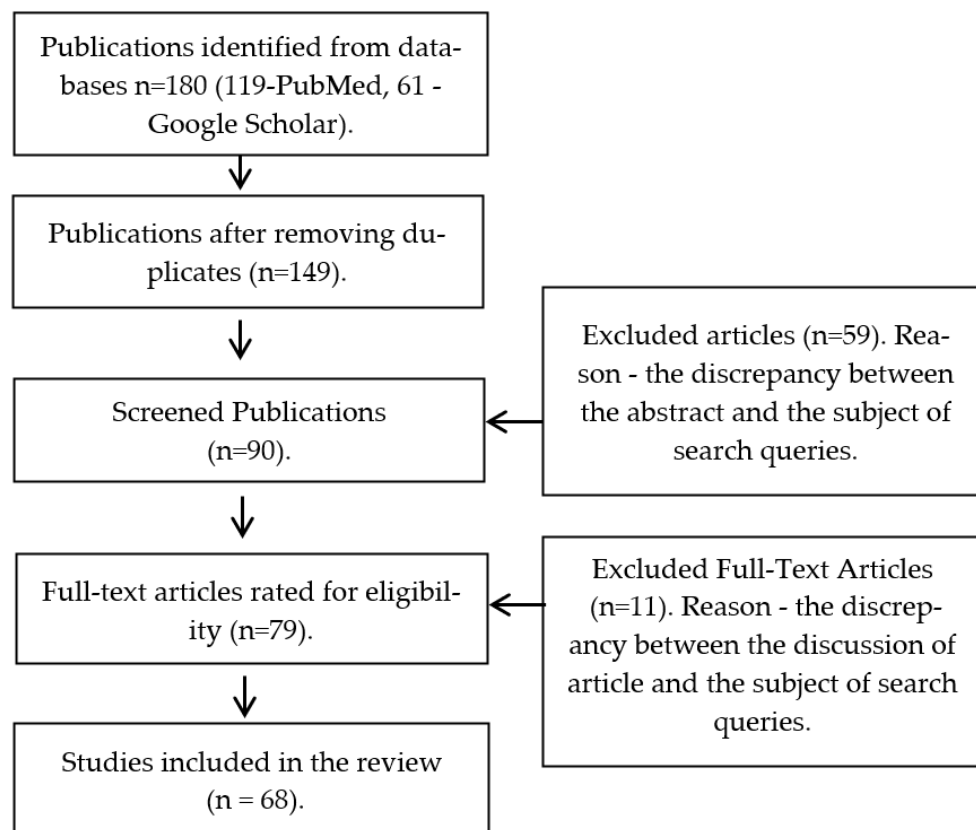 Publications identified from data-
bases n=180 (119-PubMed, 61 -
Google Scholar).
Publications after removing du-
plicates (n=149).
Excluded articles (n=59). Rea-
son - the discrepancy between
the abstract and the subject of
search queries.
Screened Publications
(n=90).
Full-text articles rated for eligibil-
ity (n=79).
Excluded Full-Text Articles
(n=11). Reason - the discrep-
ancy between the discussion of
article and the subject of search
queries.
Studies included in the review
(n = 68).